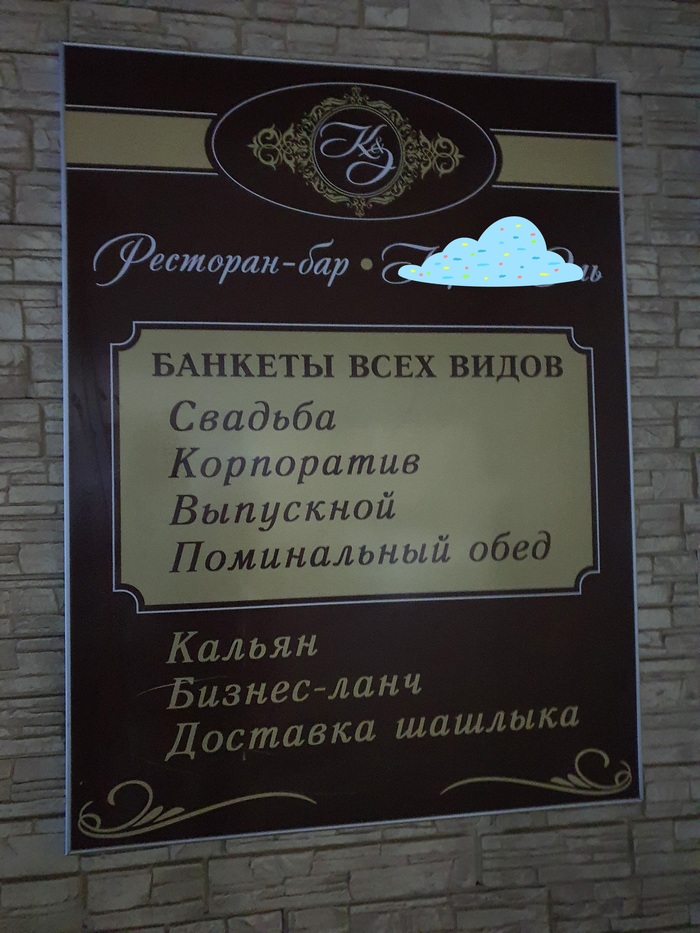 К&Э
Ресторан-бар •
БАНКЕТЫ ВСЕХ ВИДОВ
Свадьба
Корпоратив
Выпускной
Поминальный обед
Кальян
Бизнес-ланч
Доставка шашлыка